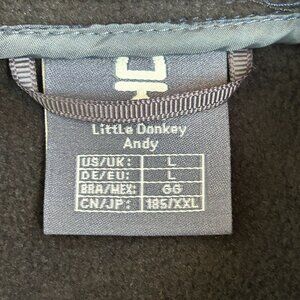 Little Donkey
Andy
US/UK: L
DE/EU: L
BRA/MEX: GG
CN/JP: 185/XXL